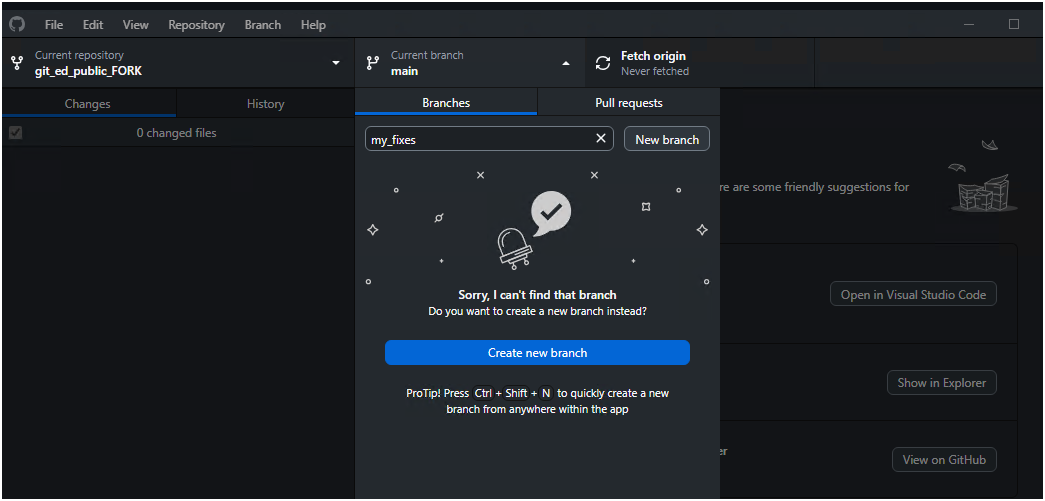 File Edit View Repository Branch Help
Current repository
git_ed_public_FORK
Current branch
main
Fetch origin
Never fetched
Changes History
Branches Pull requests
0 changed files
my_fixes
New branch
re are some friendly suggestions for
Sorry, I can't find that branch
Do you want to create a new branch instead?
Open in Visual Studio Code
Create new branch
Show in Explorer
ProTip! Press Ctrl + Shift + N to quickly create a new
branch from anywhere within the app
er
View on GitHub